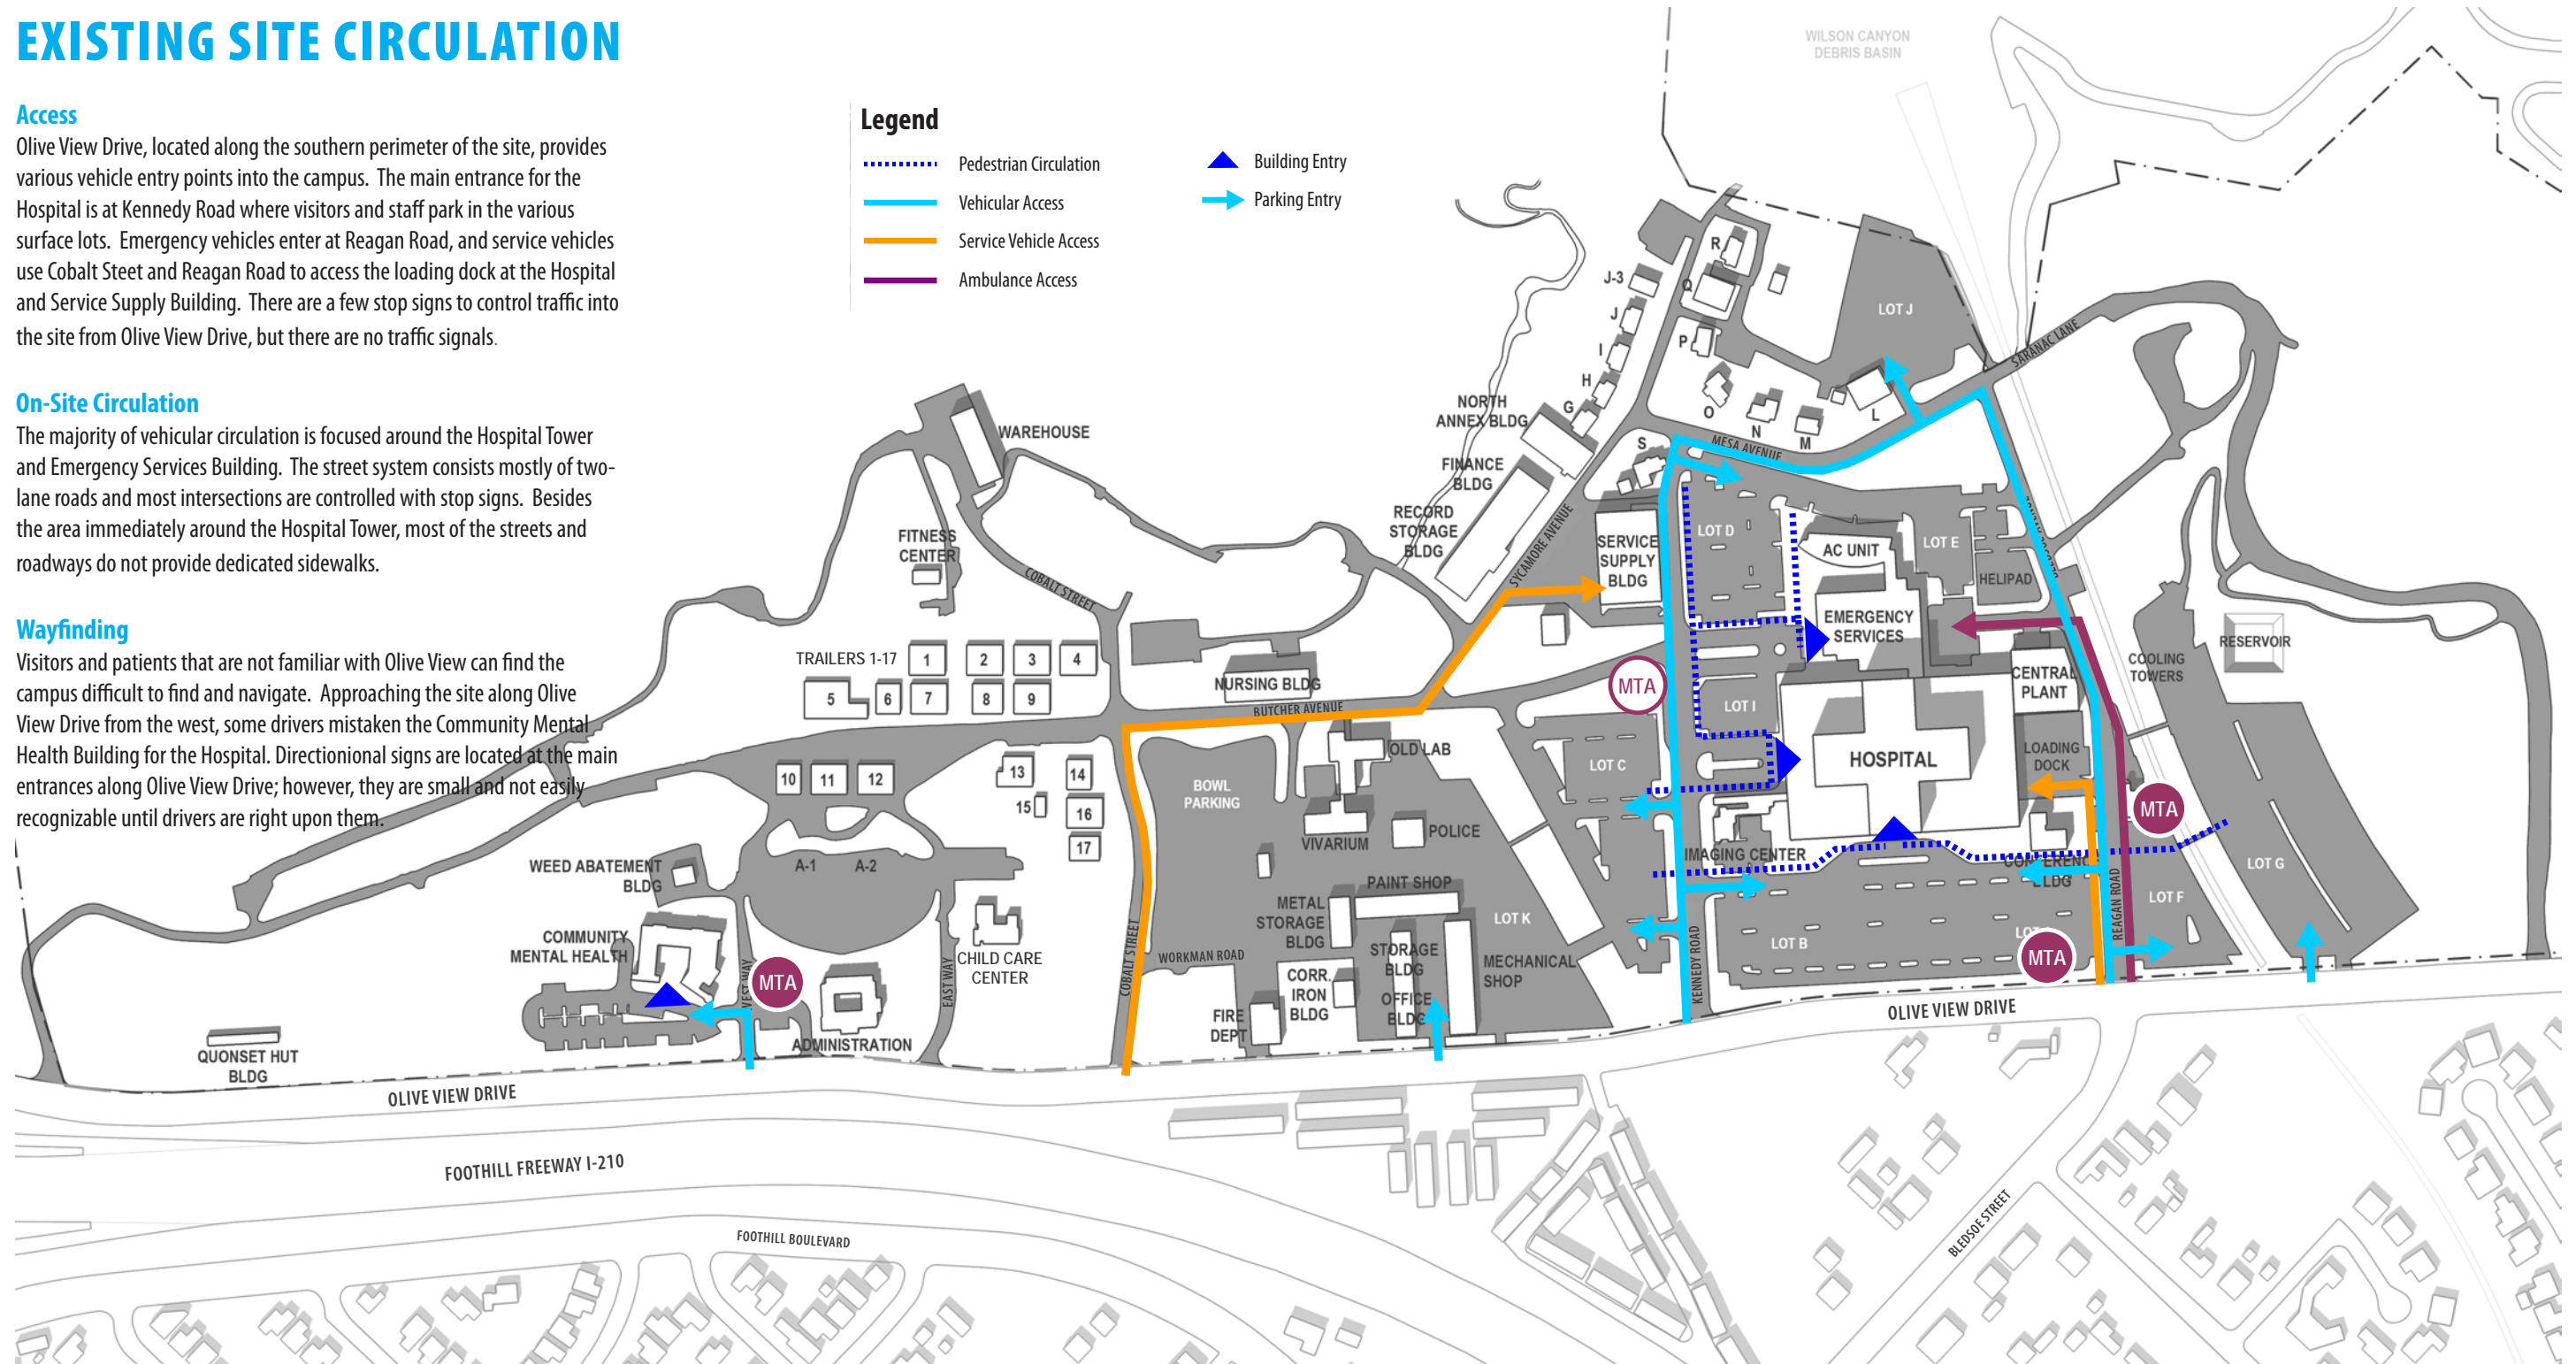 EXISTING SITE CIRCULATION
Access
Olive View Drive, located along the southern perimeter of the site, provides
various vehicle entry points into the campus. The main entrance for the
Hospital is at Kennedy Road where visitors and staff park in the various
surface lots. Emergency vehicles enter at Reagan Road, and service vehicles
use Cobalt Steet and Reagan Road to access the loading dock at the Hospital
and Service Supply Building. There are a few stop signs to control traffic into
the site from Olive View Drive, but there are no traffic signals.
On-Site Circulation
The majority of vehicular circulation is focused around the Hospital Tower
and Emergency Services Building. The street system consists mostly of two-
lane roads and most intersections are controlled with stop signs. Besides
the area immediately around the Hospital Tower, most of the streets and
roadways do not provide dedicated sidewalks.
Wayfinding
Visitors and patients that are not familiar with Olive View can find the
campus difficult to find and navigate. Approaching the site along Olive
View Drive from the west, some drivers mistaken the Community Mental
Health Building for the Hospital. Directionional signs are located at the main
entrances along Olive View Drive; however, they are small and not easily
recognizable until drivers are right upon them.
Legend
Pedestrian Circulation
Vehicular Access
Service Vehicle Access
Ambulance Access
Building Entry
Parking Entry
WILSON CANYON
DEBRIS BASIN
R
J-3
Q
J
P
I
H
G
O
N
M
L
S
LOT J
SARANAC LANE
MESA AVENUE
NORTH
ANNEX BLDG
FINANCE
BLDG
RECORD
STORAGE
BLDG
SYCAMORE AVENUE
WAREHOUSE
FITNESS
CENTER
COBALT STREET
SERVICE
SUPPLY
BLDG
LOT D
AC UNIT
LOT E
HELIPAD
EMERGENCY
SERVICES
RESERVOIR
COOLING
TOWERS
CENTRAL
PLANT
TRAILERS 1-17
1
2
3
4
5
6
7
8
9
NURSING BLDG
BUTCHER AVENUE
MTA
LOT I
HOSPITAL
LOADING
DOCK
OLD LAB
LOT C
BOWL
PARKING
10
11
12
13
14
15
16
17
MTA
VIVARIUM
POLICE
A-1
A-2
WEED ABATEMENT
BLDG
IMAGING CENTER
CONFERENCE
BLDG
LOT G
LOT F
REAGAN ROAD
PAINT SHOP
METAL
STORAGE
BLDG
LOT K
LOT B
MTA
COMMUNITY
MENTAL HEALTH
WEST WAY
MTA
EAST WAY
CHILD CARE
CENTER
COBALT STREET
WORKMAN ROAD
STORAGE
BLDG
MECHANICAL
SHOP
KENNEDY ROAD
CORR.
IRON
BLDG
OFFICE
BLDG
FIRE
DEPT
OLIVE VIEW DRIVE
ADMINISTRATION
QUONSET HUT
BLDG
OLIVE VIEW DRIVE
FOOTHILL FREEWAY I-210
FOOTHILL BOULEVARD
BLEDSOE STREET